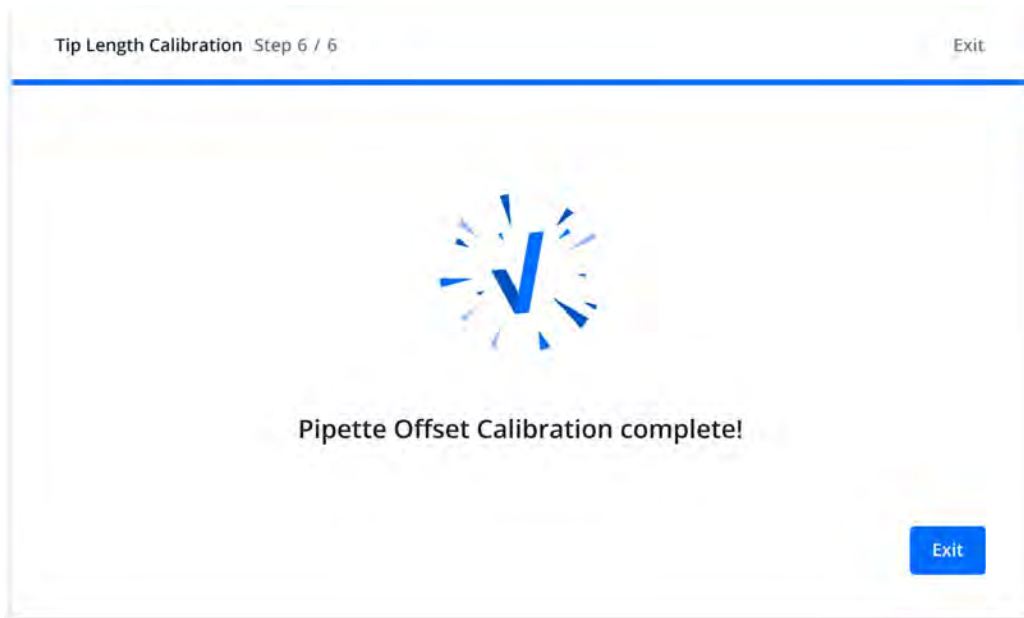 Tip Length Calibration Step 6 / 6 Exit
Pipette Offset Calibration complete!
Exit